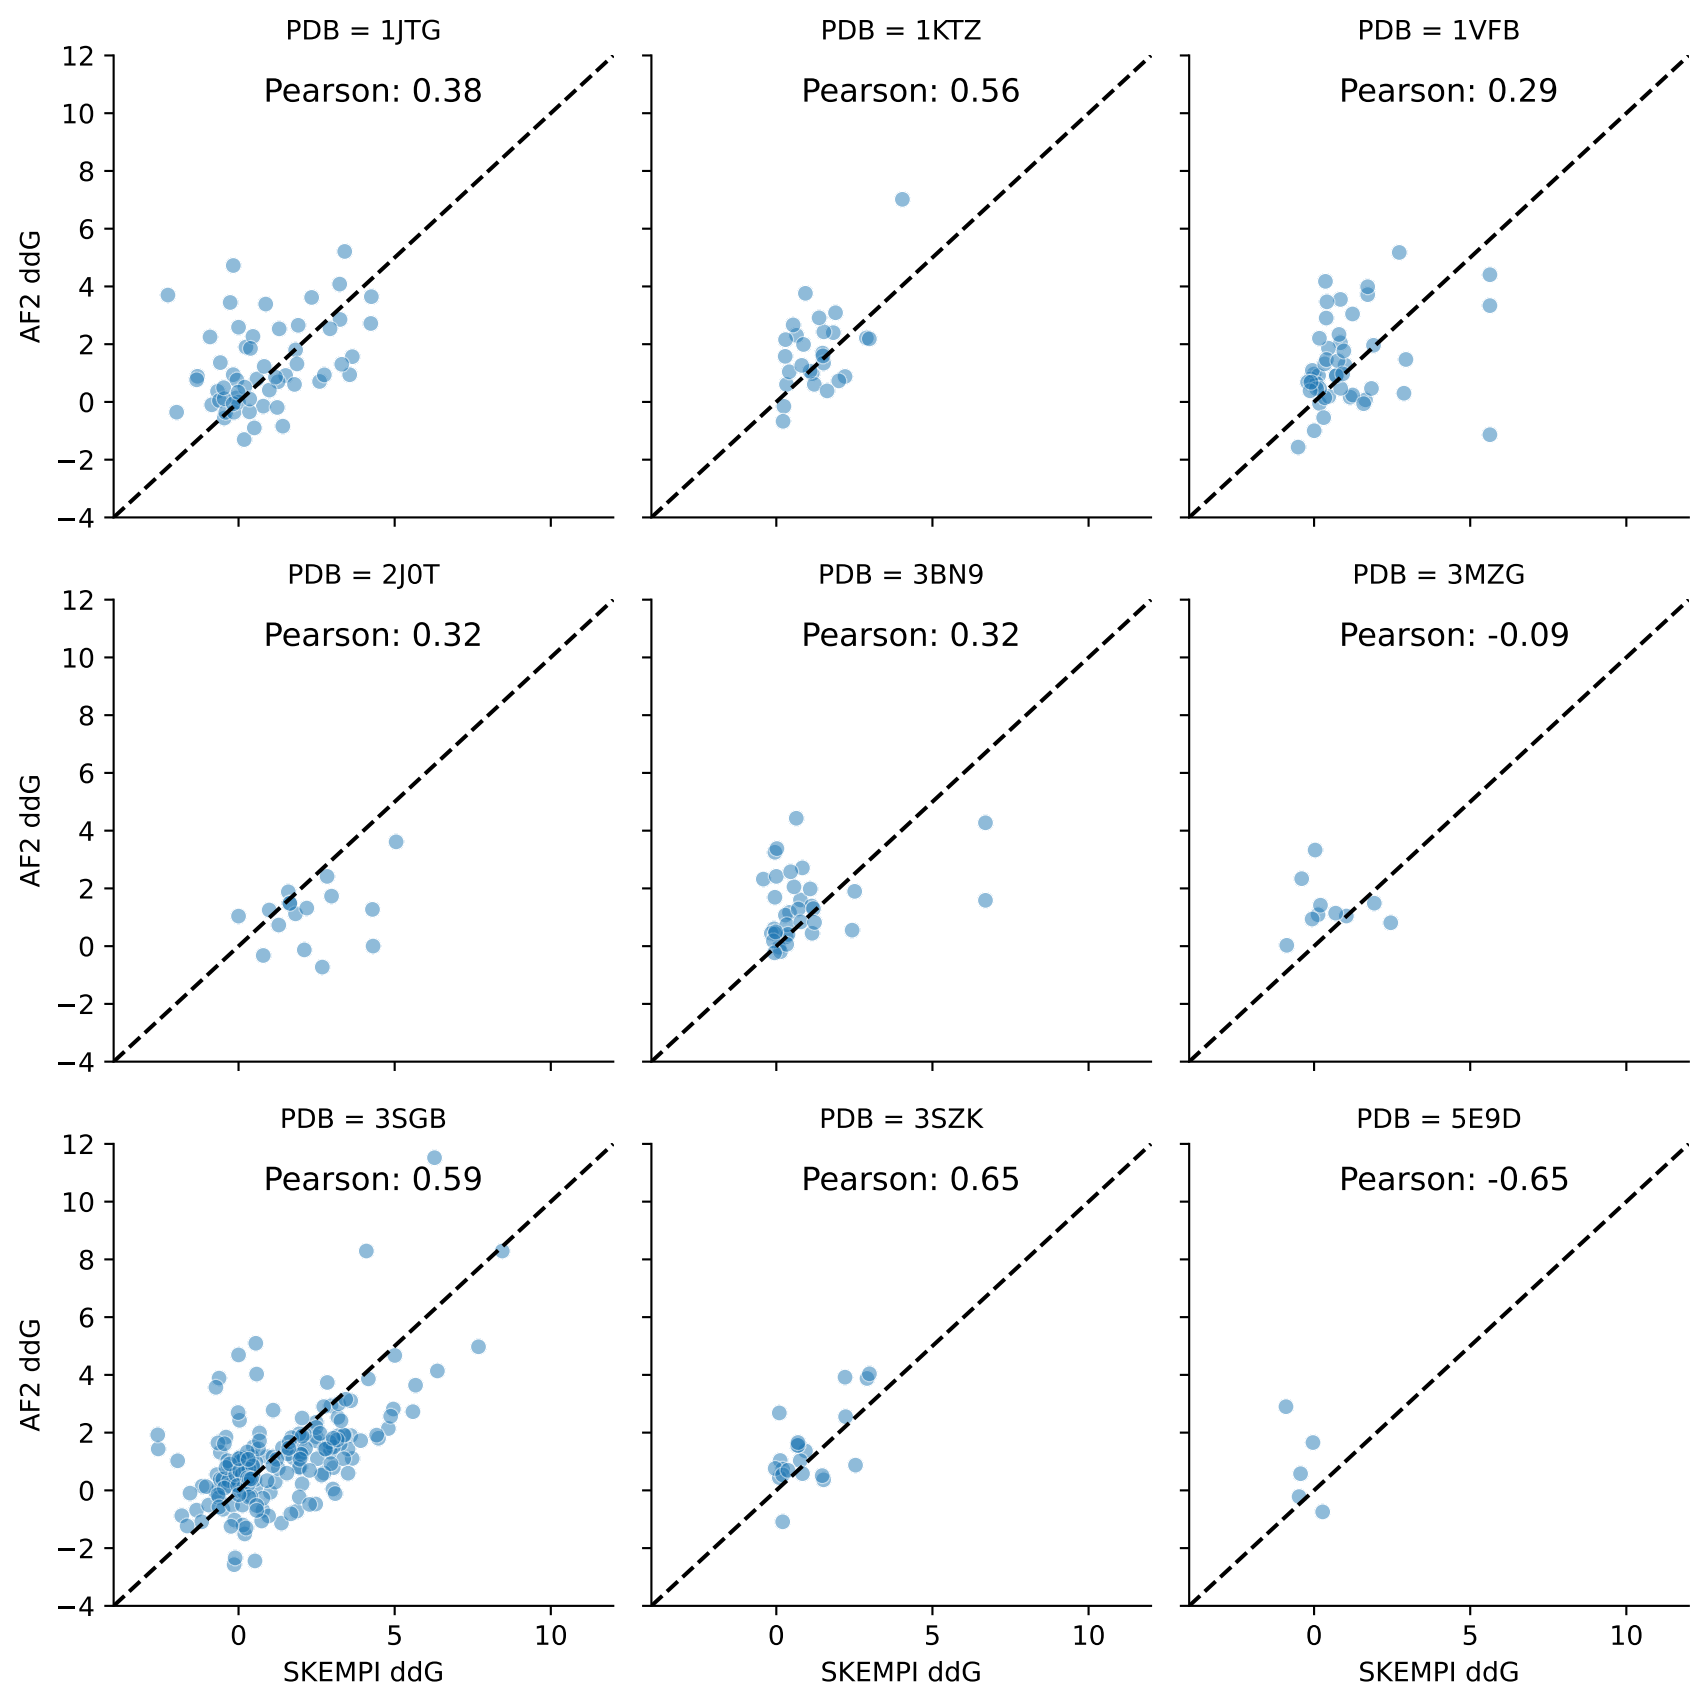 PDB = 1JTG
PDB = 1KTZ
PDB = 1VFB
Pearson: 0.38
Pearson: 0.56
Pearson: 0.29
12
10
8
6
4
2
0
−2
−4
AF2 ddG
PDB = 2J0T
PDB = 3BN9
PDB = 3MZG
Pearson: 0.32
Pearson: 0.32
Pearson: -0.09
12
10
8
6
4
2
0
−2
−4
AF2 ddG
PDB = 3SGB
PDB = 3SZK
PDB = 5E9D
Pearson: 0.59
Pearson: 0.65
Pearson: -0.65
12
10
8
6
4
2
0
−2
−4
AF2 ddG
0 5 10
0 5 10
0 5 10
SKEMPI ddG
SKEMPI ddG
SKEMPI ddG